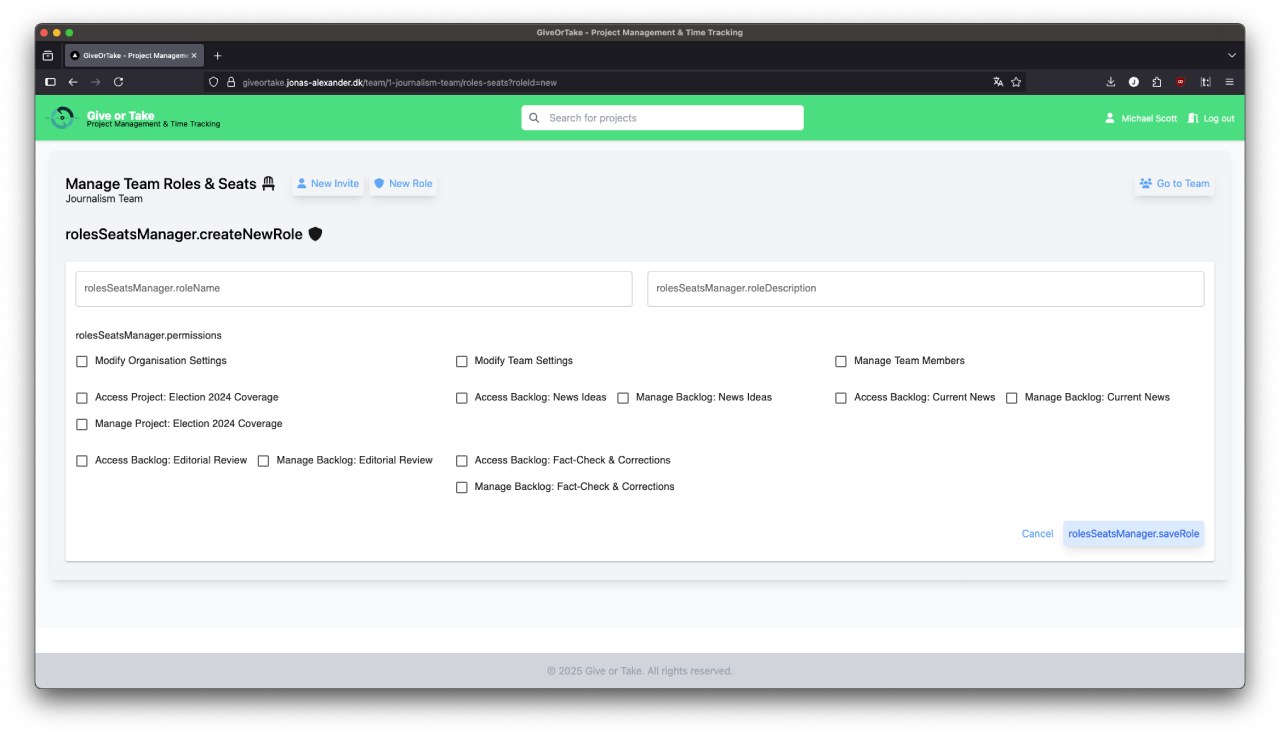 GiveOrTake - Project Management & Time Tracking
GiveOrTake - Project Managem
giveortake.jonas-alexander.dk/team/1-journalism-team/roles-seats?roleId=new
Give or Take
Project Management & Time Tracking
Search for projects
Michael Scott
Log out
Manage Team Roles & Seats
New Invite
New Role
Go to Team
Journalism Team
rolesSeatsManager.createNewRole
rolesSeatsManager.roleName
rolesSeatsManager.roleDescription
rolesSeatsManager.permissions
Modify Organisation Settings
Modify Team Settings
Manage Team Members
Access Project: Election 2024 Coverage
Manage Project: Election 2024 Coverage
Access Backlog: News Ideas
Manage Backlog: News Ideas
Access Backlog: Current News
Manage Backlog: Current News
Access Backlog: Editorial Review
Manage Backlog: Editorial Review
Access Backlog: Fact-Check & Corrections
Manage Backlog: Fact-Check & Corrections
Cancel
rolesSeatsManager.saveRole
© 2025 Give or Take. All rights reserved.